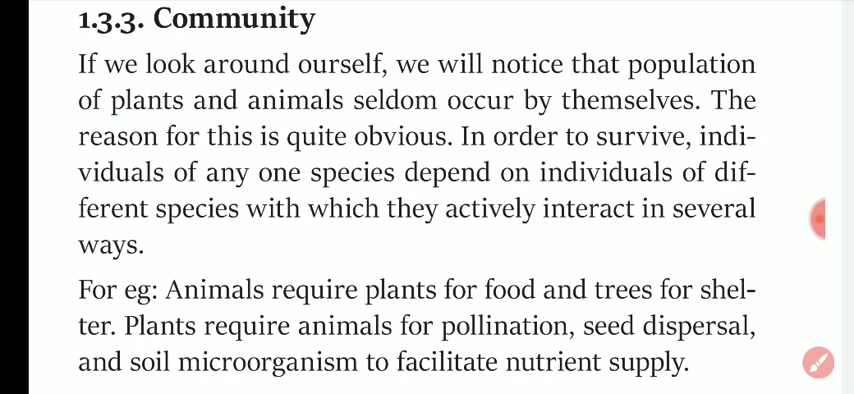 1.3.3. Community
If we look around ourself, we will notice that population
of plants and animals seldom occur by themselves. The
reason for this is quite obvious. In order to survive, indi-
viduals of any one species depend on individuals of dif-
ferent species with which they actively interact in several
ways.
For eg: Animals require plants for food and trees for shel-
ter. Plants require animals for pollination, seed dispersal,
and soil microorganism to facilitate nutrient supply.